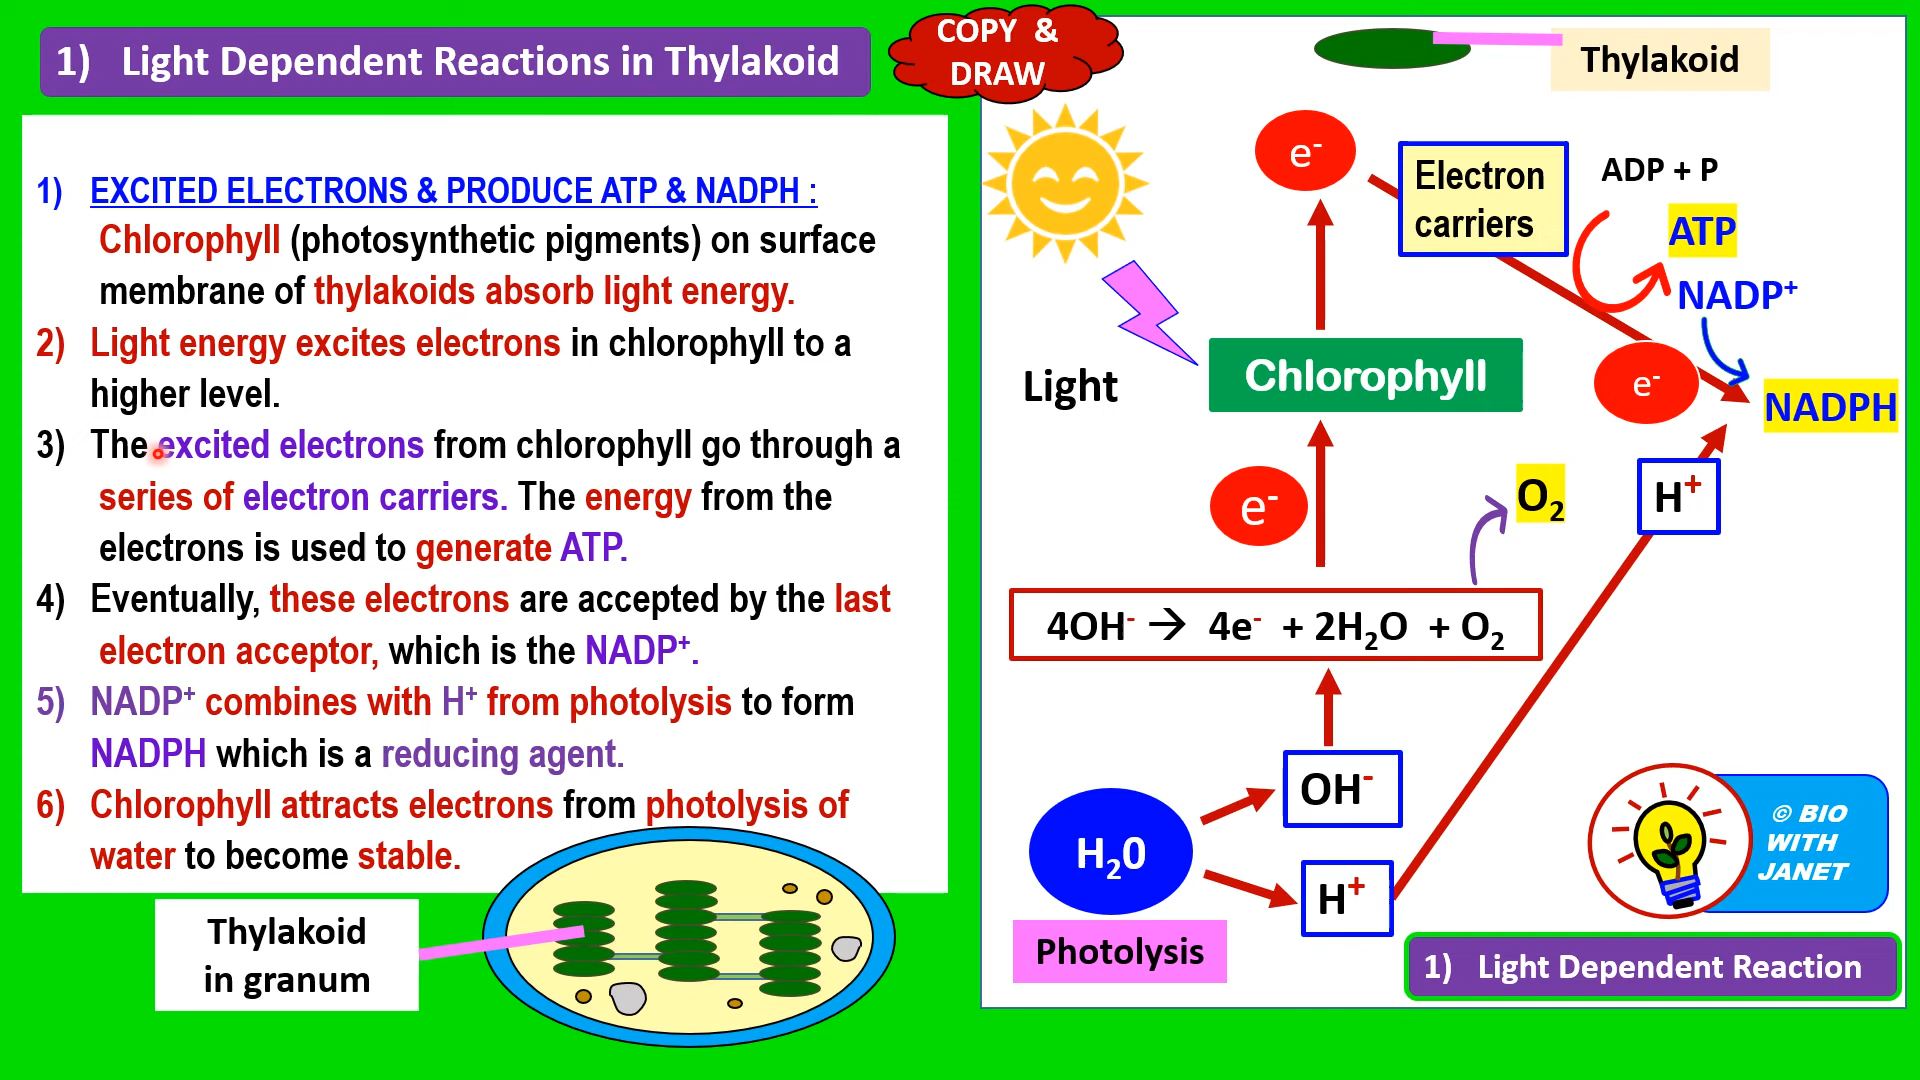 1) Light Dependent Reactions in Thylakoid
COPY &
DRAW
1) EXCITED ELECTRONS & PRODUCE ATP & NADPH :
Chlorophyll (photosynthetic pigments) on surface
membrane of thylakoids absorb light energy.
2) Light energy excites electrons in chlorophyll to a
higher level.
3) The excited electrons from chlorophyll go through a
series of electron carriers. The energy from the
electrons is used to generate ATP.
4) Eventually, these electrons are accepted by the last
electron acceptor, which is the NADP⁺.
5) NADP⁺ combines with H⁺ from photolysis to form
NADPH which is a reducing agent.
6) Chlorophyll attracts electrons from photolysis of
water to become stable.
Thylakoid
in granum
Thylakoid
e⁻
Electron
carriers
ADP + P
ATP
NADP⁺
Light
Chlorophyll
e⁻
NADPH
e⁻
O₂
H⁺
4OH⁻ → 4e⁻ + 2H₂O + O₂
OH⁻
H₂0
H⁺
Photolysis
© BIO
WITH
JANET
1) Light Dependent Reaction